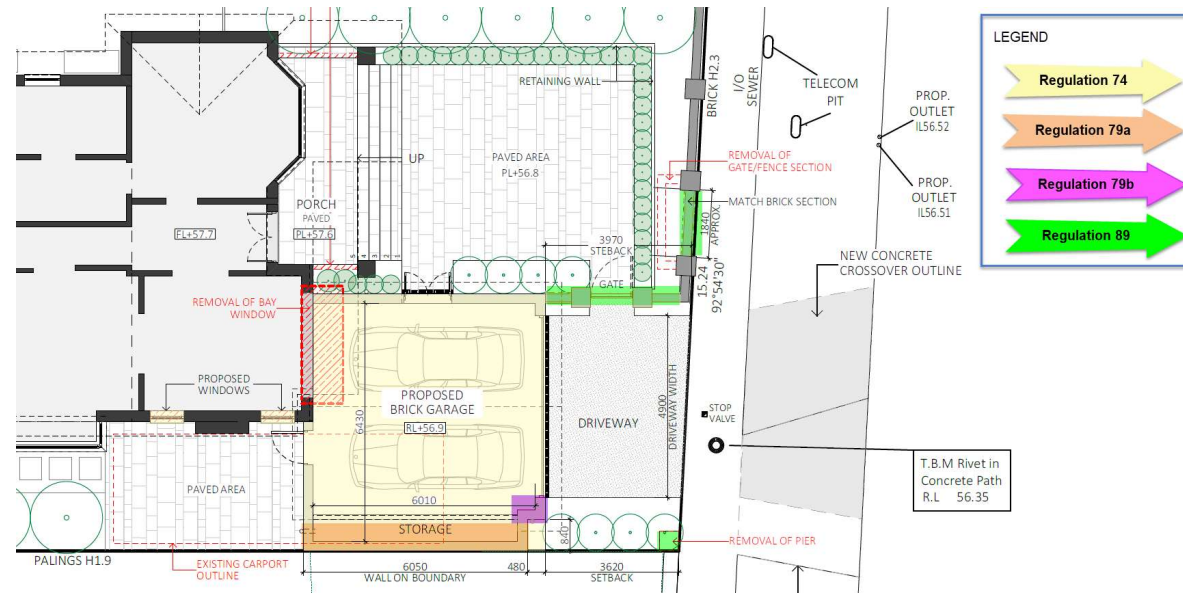 LEGEND
Regulation 74
Regulation 79a
Regulation 79b
Regulation 89
RETAINING WALL
BRICK H2.3
I/O
SEWER
TELECOM
PIT
PROP.
OUTLET
IL56.52
PROP.
OUTLET
IL56.51
UP
PAVED AREA
PL+56.8
REMOVAL OF
GATE/FENCE SECTION
MATCH BRICK SECTION
1840
APPROX.
PORCH
PAVED
PL+57.6
FL+57.7
5
4
3
2
1
3970
STEBACK
GATE
15.24
92°54'30"
NEW CONCRETE
CROSSOVER OUTLINE
REMOVAL OF BAY
WINDOW
PROPOSED
WINDOWS
PROPOSED
BRICK GARAGE
RL+56.9
6430
DRIVEWAY
4900
DRIVEWAY WIDTH
STOP
VALVE
T.B.M Rivet in
Concrete Path
R.L 56.35
PAVED AREA
6010
STORAGE
840
REMOVAL OF PIER
PALINGS H1.9
EXISTING CARPORT
OUTLINE
6050
WALL ON BOUNDARY
480
3620
SETBACK